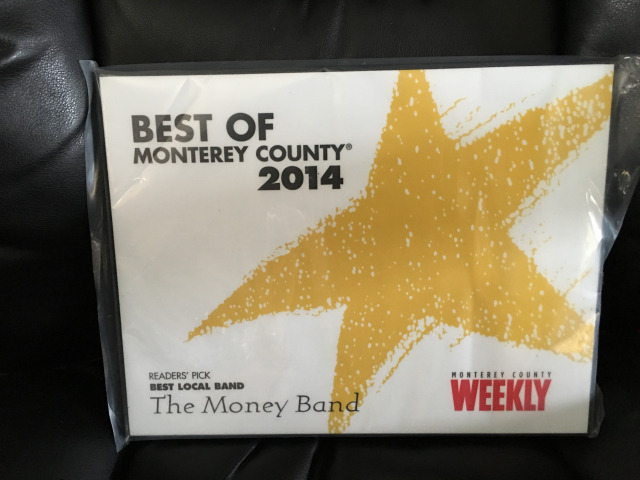 BEST OF
MONTEREY COUNTY®
2014
READERS' PICK
BEST LOCAL BAND
The Money Band
MONTEREY COUNTY
WEEKLY